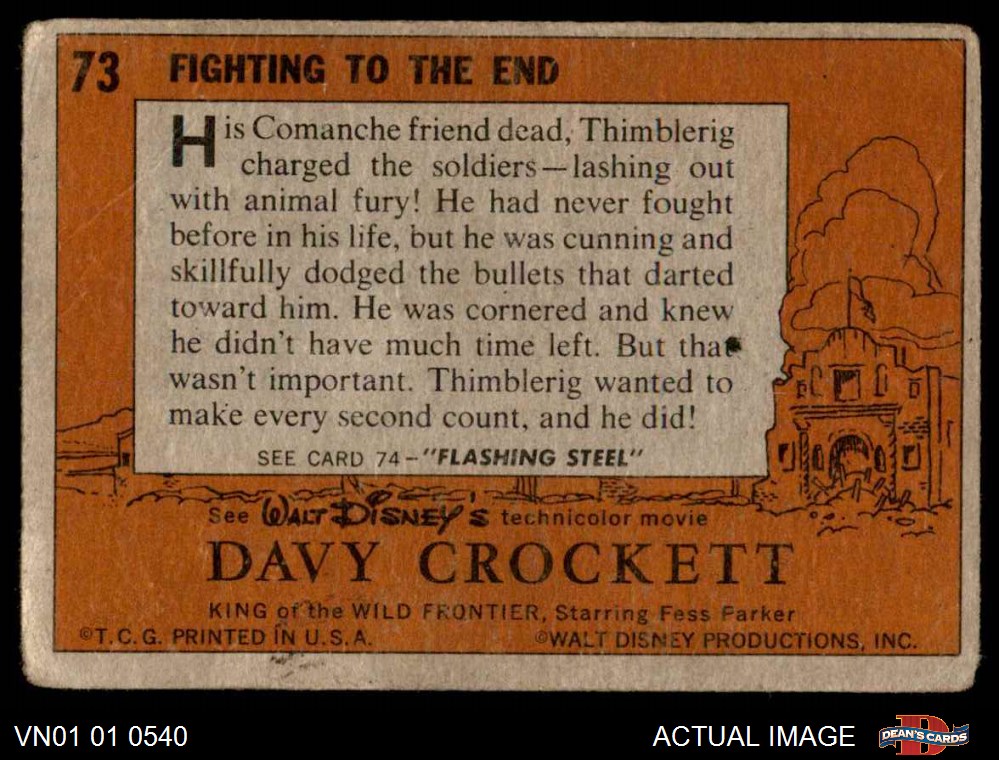 73 FIGHTING TO THE END
His Comanche friend dead, Thimblerig
charged the soldiers—lashing out
with animal fury! He had never fought
before in his life, but he was cunning and
skillfully dodged the bullets that darted
toward him. He was cornered and knew
he didn't have much time left. But that
wasn't important. Thimblerig wanted to
make every second count, and he did!
SEE CARD 74-"FLASHING STEEL"
See WALT DISNEY'S technicolor movie
DAVY CROCKETT
KING of the WILD FRONTIER, Starring Fess Parker
©T.C.G. PRINTED IN U.S.A. ©WALT DISNEY PRODUCTIONS, INC.
VN01 01 0540 ACTUAL IMAGE DEAN'S CARDS